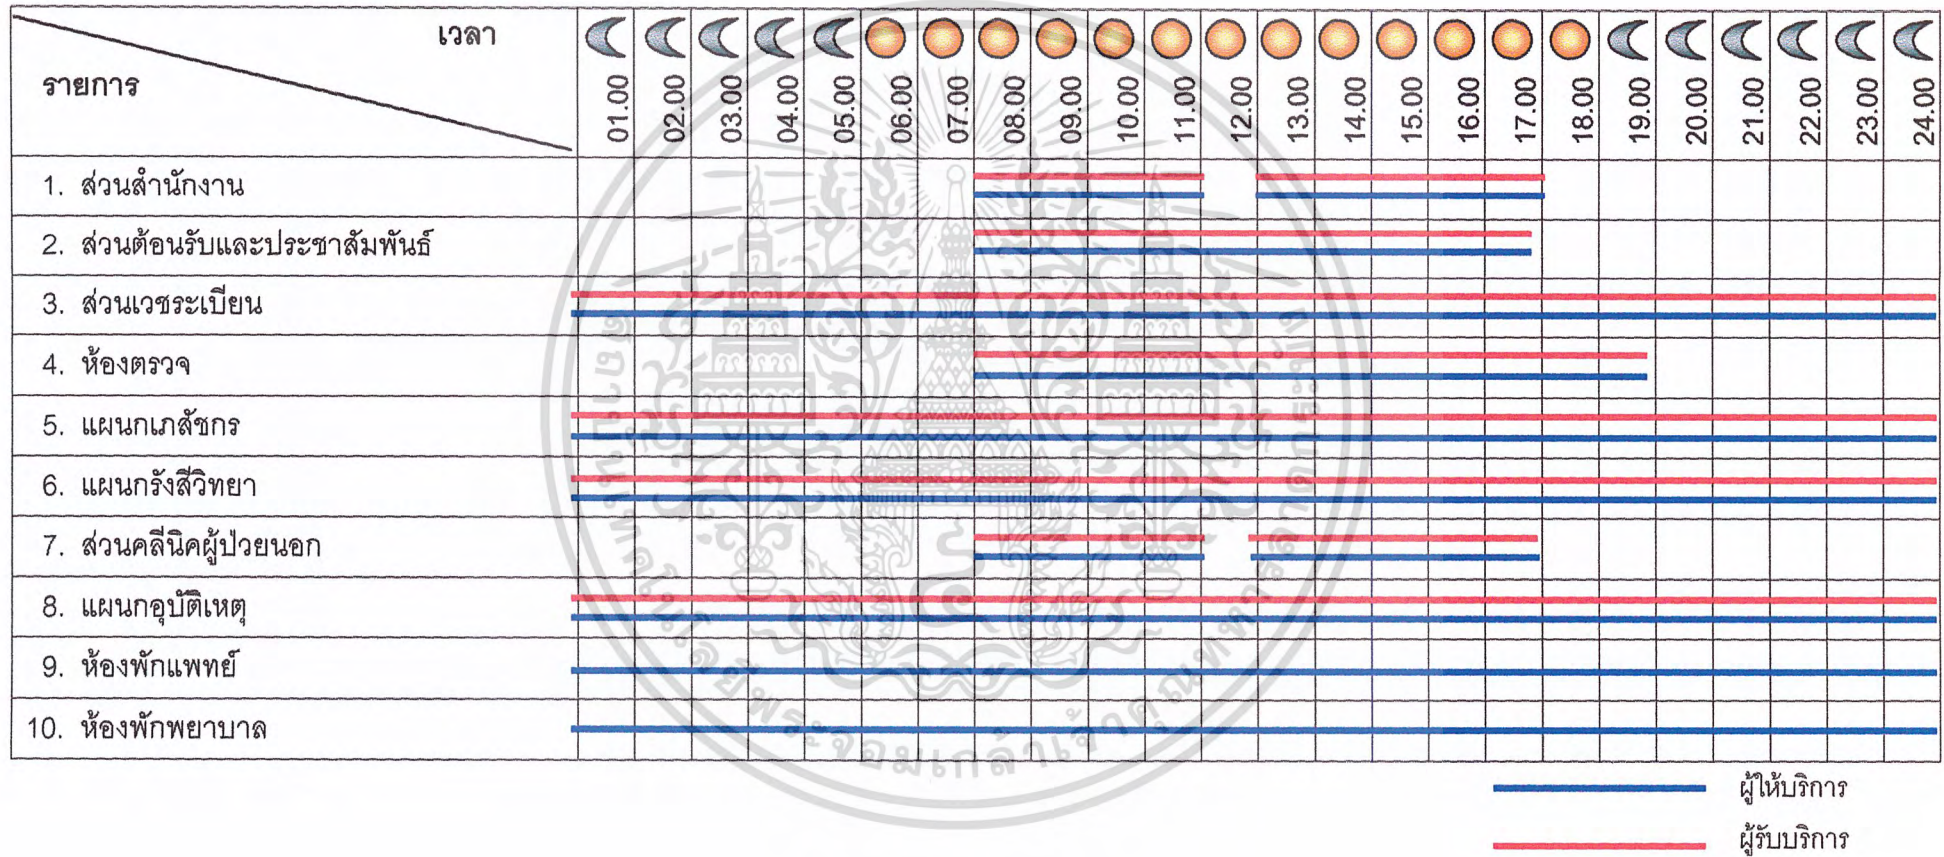 เวลา
รายการ
01.00 02.00 03.00 04.00 05.00 06.00 07.00 08.00 09.00 10.00 11.00 12.00 13.00 14.00 15.00 16.00 17.00 18.00 19.00 20.00 21.00 22.00 23.00 24.00
1. ส่วนสำนักงาน
2. ส่วนต้อนรับและประชาสัมพันธ์
3. ส่วนเวชระเบียน
4. ห้องตรวจ
5. แผนกเภสัชกร
6. แผนกรังสีวิทยา
7. ส่วนคลีนิคผู้ป่วยนอก
8. แผนกอุบัติเหตุ
9. ห้องพักแพทย์
10. ห้องพักพยาบาล
ผู้ให้บริการ
ผู้รับบริการ